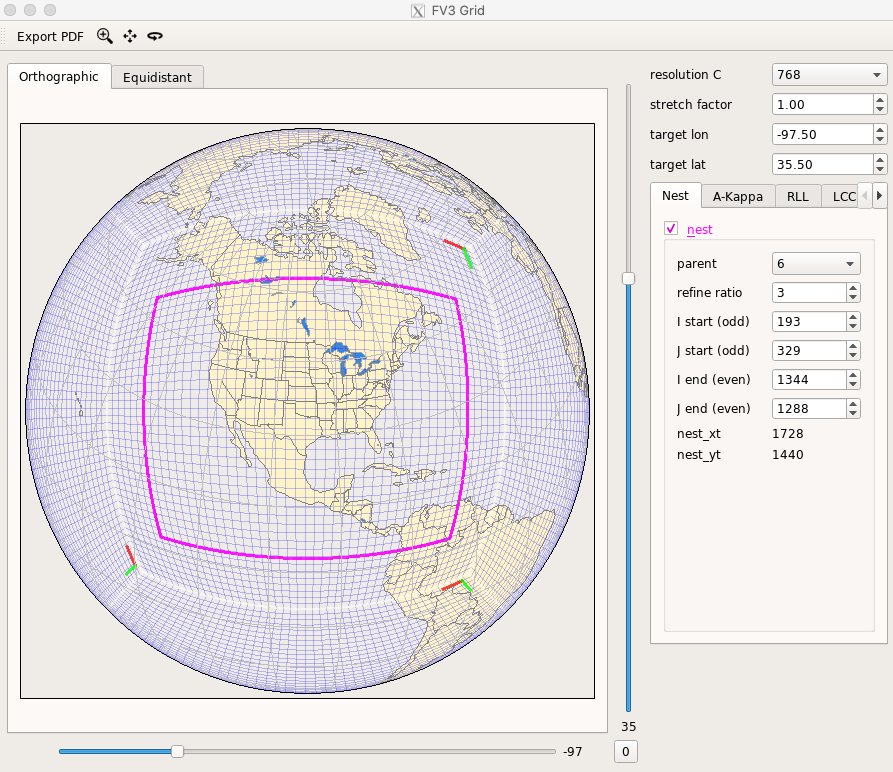 FV3 Grid
Export PDF
Orthographic Equidistant
resolution C 768
stretch factor 1.00
target lon -97.50
target lat 35.50
Nest A-Kappa RLL LCC
nest
parent 6
refine ratio 3
I start (odd) 193
J start (odd) 329
I end (even) 1344
J end (even) 1288
nest_xt 1728
nest_yt 1440
35
-97 0